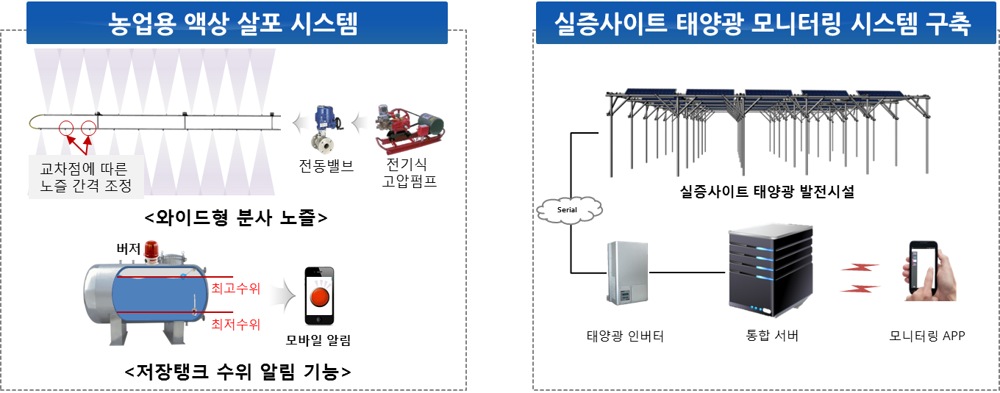 농업용 액상 살포 시스템
교차점에 따른
노즐 간격 조정
전동밸브
전기식
고압펌프
<와이드형 분사 노즐>
버저
최고수위
최저수위
모바일 알림
<저장탱크 수위 알림 기능>
실증사이트 태양광 모니터링 시스템 구축
실증사이트 태양광 발전시설
Serial
태양광 인버터
통합 서버
모니터링 APP